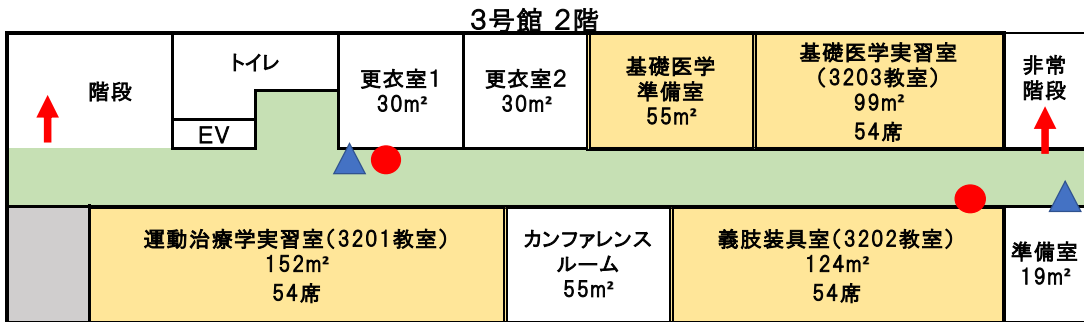 3号館 2階
階段
トイレ
EV
更衣室1
30m²
更衣室2
30m²
基礎医学
準備室
55m²
基礎医学実習室
(3203教室)
99m²
54席
非常
階段
運動治療学実習室(3201教室)
152m²
54席
カンファレンス
ルーム
55m²
義肢装具室(3202教室)
124m²
54席
準備室
19m²